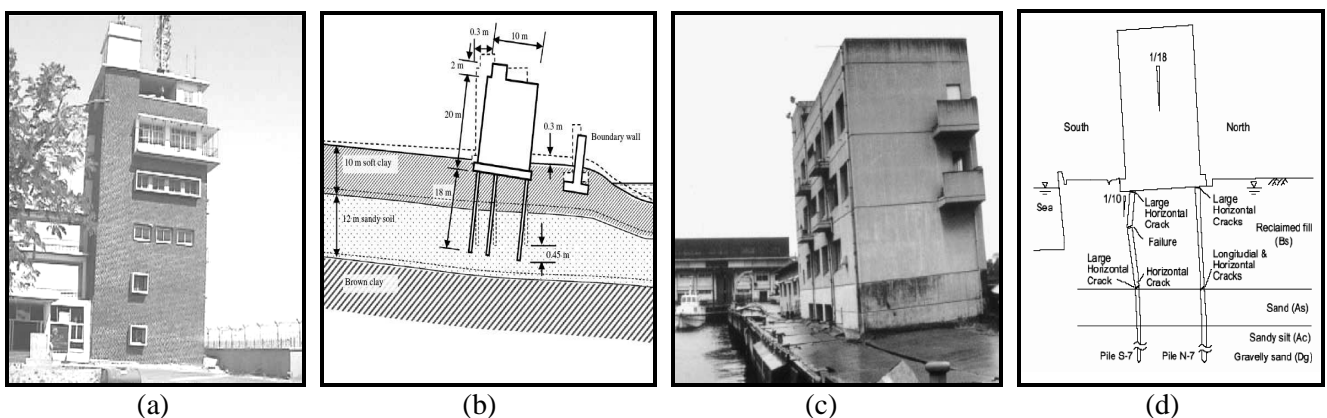 0.3 m
10 m
2 m
20 m
0.3 m
Boundary wall
10 m soft clay
18 m
12 m sandy soil
0.45 m
Brown clay
1/18
South
North
Sea
1/10
Large
Horizontal
Crack
Failure
Large
Horizontal
Cracks
Reclaimed fill
(Bs)
Large
Horizontal
Crack
Horizontal
Crack
Longitudial &
Horizontal
Cracks
Sand (As)
Sandy silt (Ac)
Pile S-7
Pile N-7
Gravelly sand (Dg)
(a)
(b)
(c)
(d)